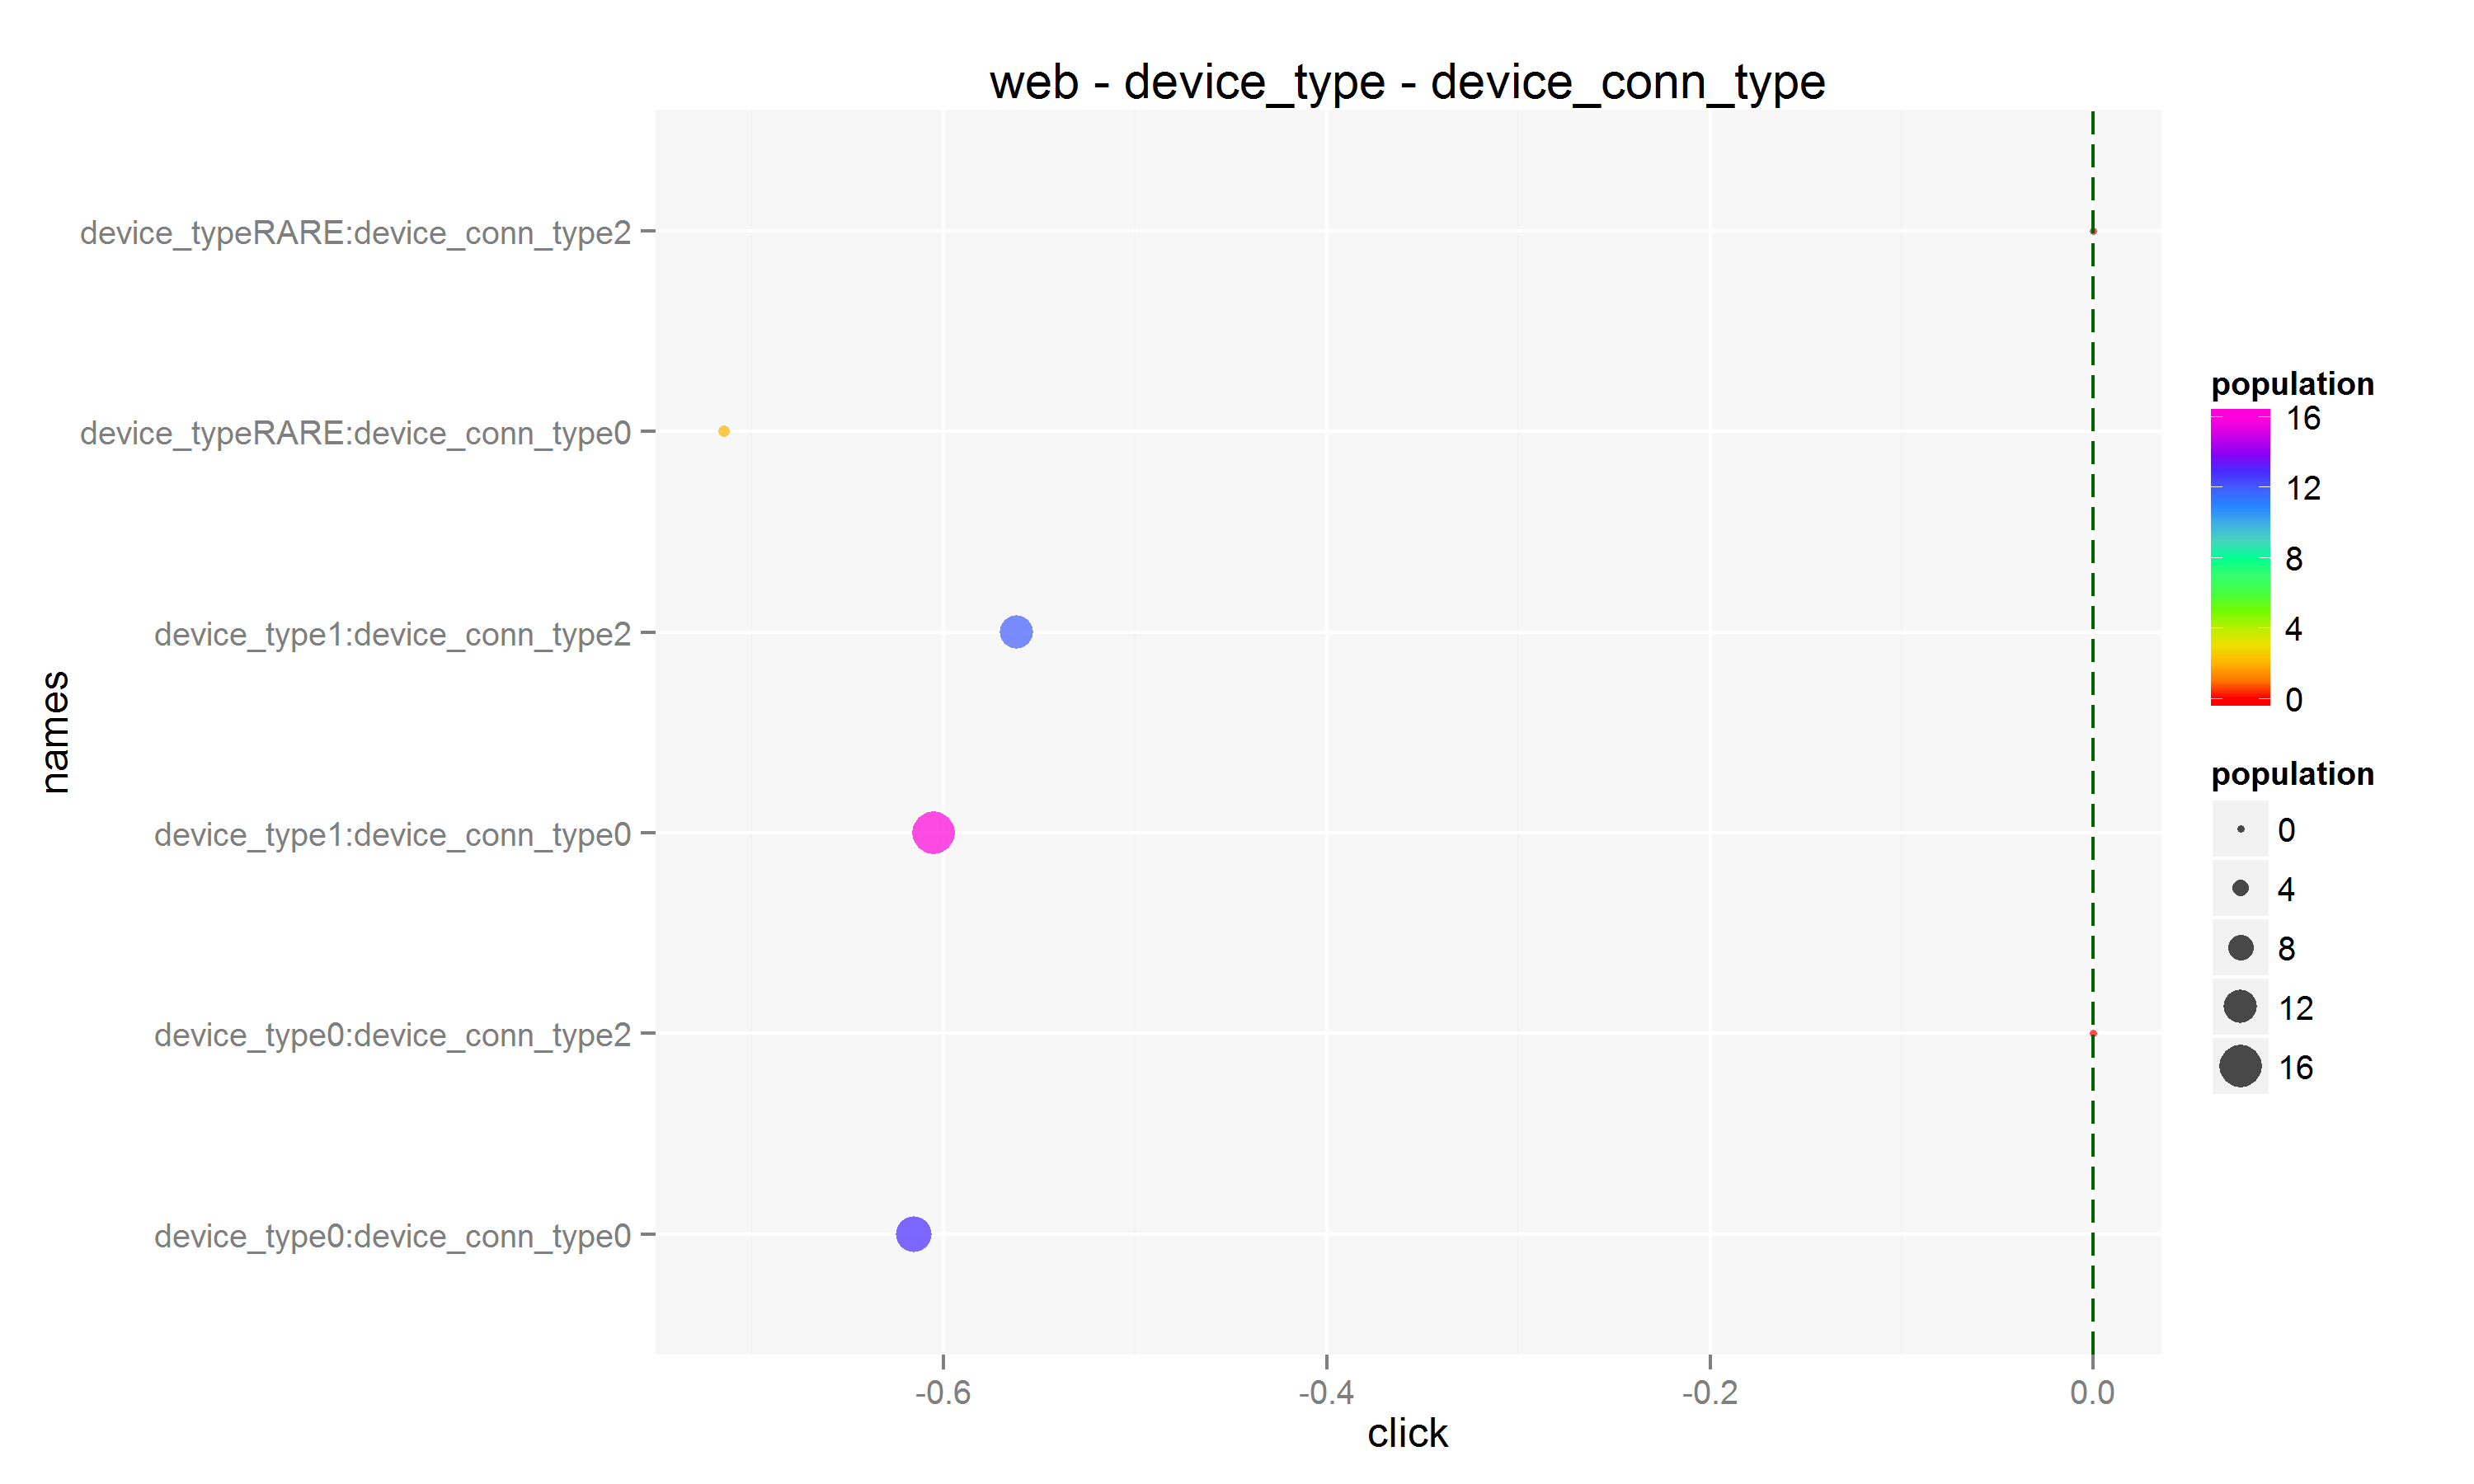 web - device_type - device_conn_type
names
device_typeRARE:device_conn_type2
device_typeRARE:device_conn_type0
device_type1:device_conn_type2
device_type1:device_conn_type0
device_type0:device_conn_type2
device_type0:device_conn_type0
-0.6
-0.4
-0.2
0.0
click
population
16
12
8
4
0
population
0
4
8
12
16